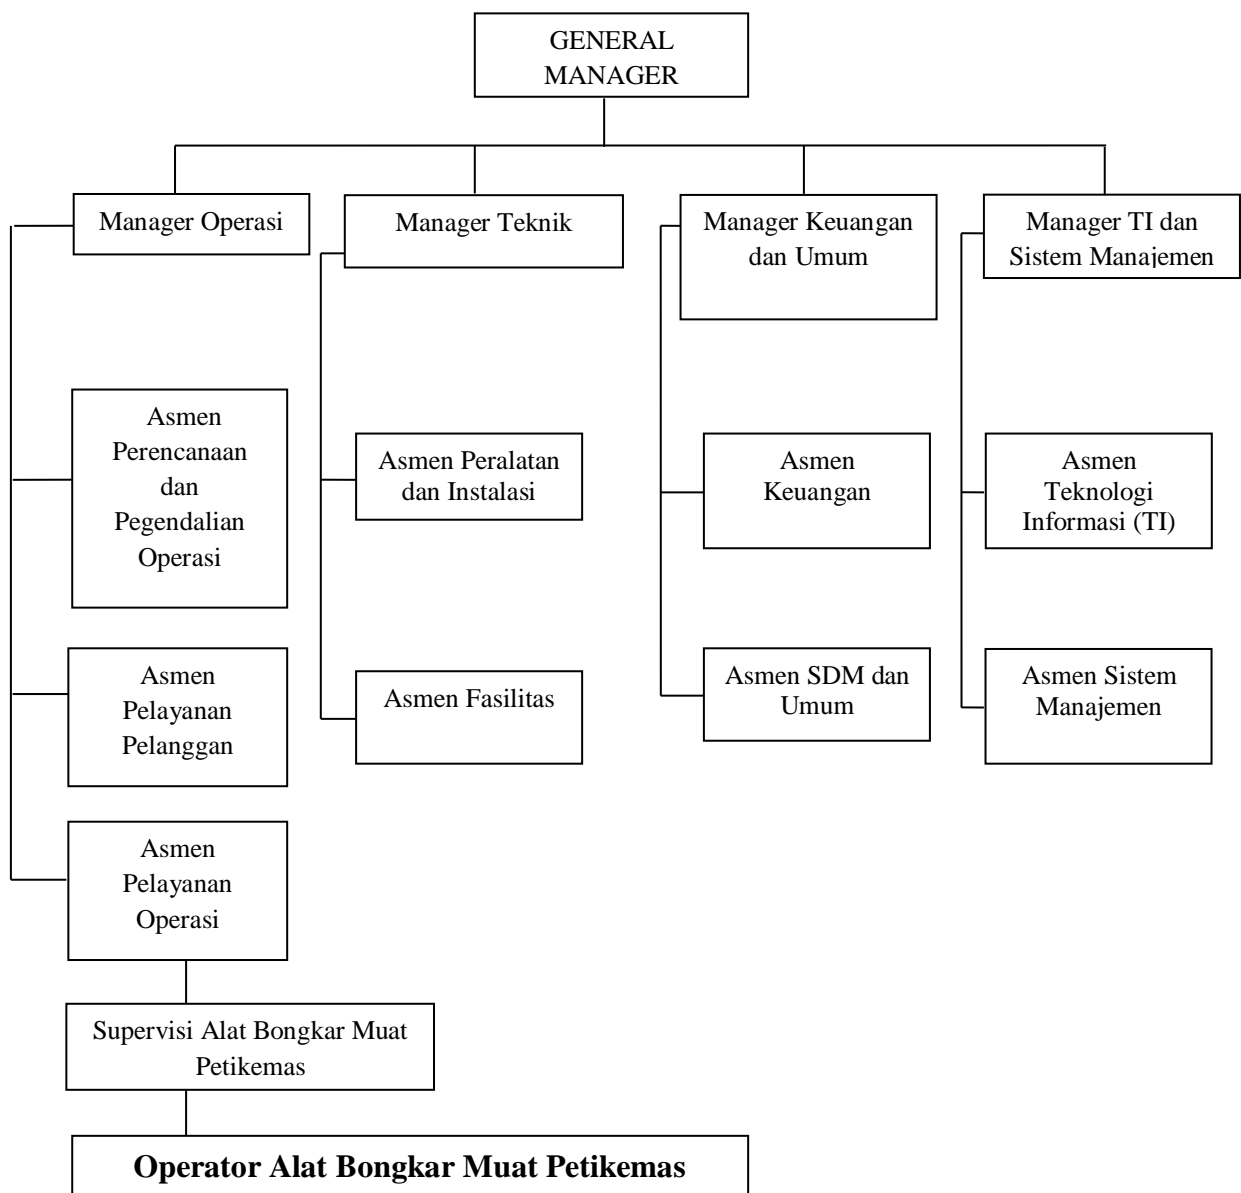 GENERAL
MANAGER
Manager Operasi
Manager Teknik
Manager Keuangan
dan Umum
Manager TI dan
Sistem Manajemen
Asmen
Perencanaan
dan
Pegendalian
Operasi
Asmen Peralatan
dan Instalasi
Asmen
Keuangan
Asmen
Teknologi
Informasi (TI)
Asmen
Pelayanan
Pelanggan
Asmen Fasilitas
Asmen SDM dan
Umum
Asmen Sistem
Manajemen
Asmen
Pelayanan
Operasi
Supervisi Alat Bongkar Muat
Petikemas
Operator Alat Bongkar Muat Petikemas